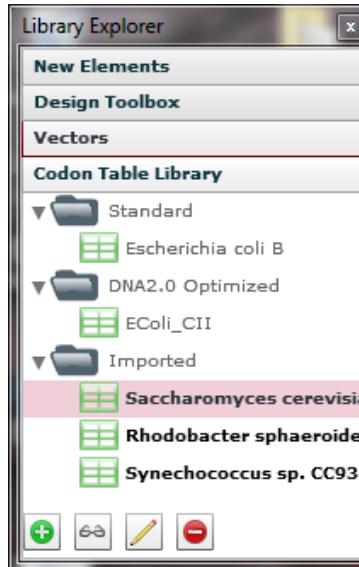 Library Explorer
x
New Elements
Design Toolbox
Vectors
Codon Table Library
Standard
Escherichia coli B
DNA2.0 Optimized
EColi_CII
Imported
Saccharomyces cerevisia
Rhodobacter sphaeroide
Synechococcus sp. CC93